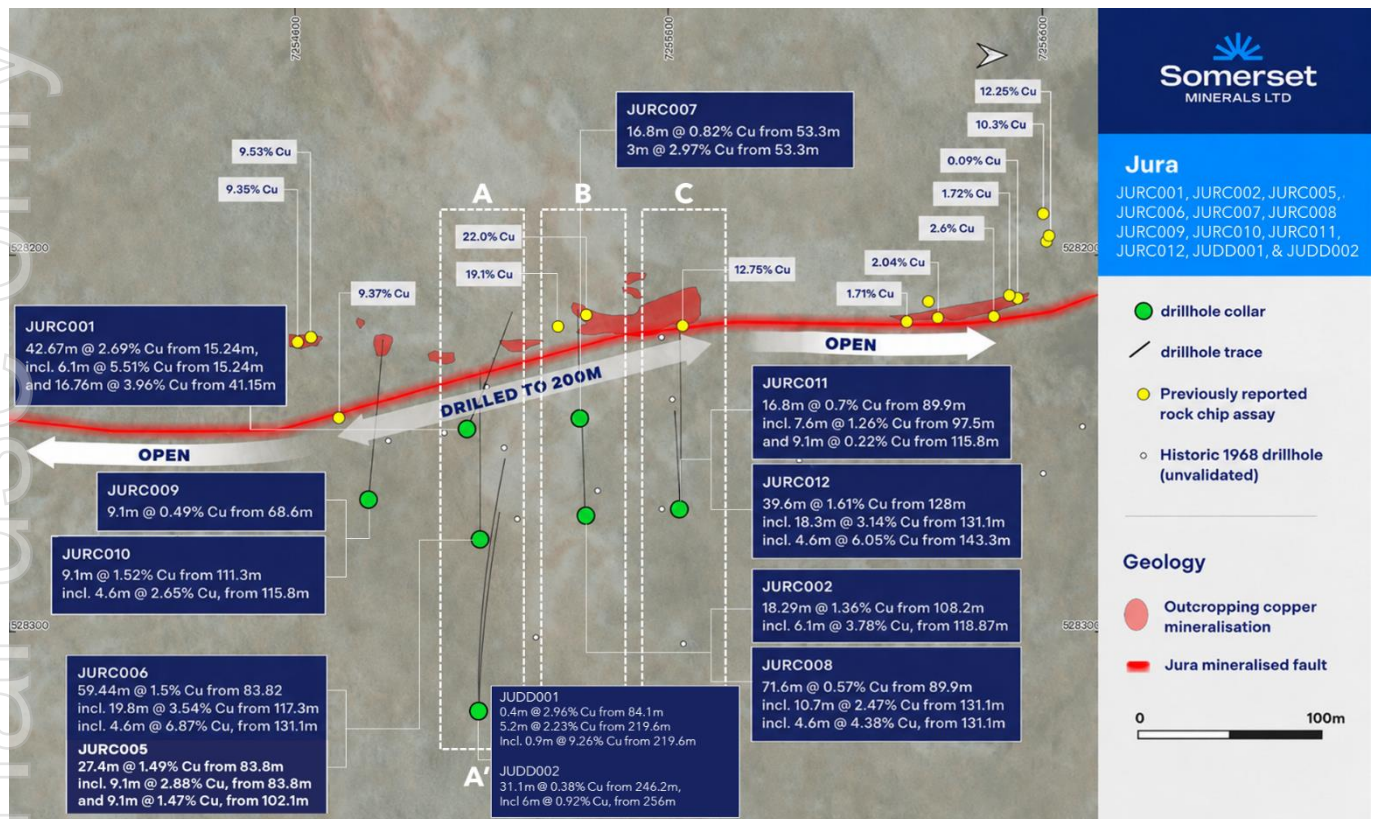 7254600
7255600
7256600
12.25% Cu
10.3% Cu
0.09% Cu
1.72% Cu
2.6% Cu
2.04% Cu
1.71% Cu
12.75% Cu
9.53% Cu
9.35% Cu
9.37% Cu
22.0% Cu
19.1% Cu
A
B
C
JURC007
16.8m @ 0.82% Cu from 53.3m
3m @ 2.97% Cu from 53.3m
528200
528200
JURC001
42.67m @ 2.69% Cu from 15.24m,
incl. 6.1m @ 5.51% Cu from 15.24m
and 16.76m @ 3.96% Cu from 41.15m
DRILLED TO 200M
OPEN
OPEN
JURC009
9.1m @ 0.49% Cu from 68.6m
JURC010
9.1m @ 1.52% Cu from 111.3m
incl. 4.6m @ 2.65% Cu, from 115.8m
JURC011
16.8m @ 0.7% Cu from 89.9m
incl. 7.6m @ 1.26% Cu from 97.5m
and 9.1m @ 0.22% Cu from 115.8m
JURC012
39.6m @ 1.61% Cu from 128m
incl. 18.3m @ 3.14% Cu from 131.1m
incl. 4.6m @ 6.05% Cu from 143.3m
528300
528300
JURC002
18.29m @ 1.36% Cu from 108.2m
incl. 6.1m @ 3.78% Cu, from 118.87m
JURC008
71.6m @ 0.57% Cu from 89.9m
incl. 10.7m @ 2.47% Cu from 131.1m
incl. 4.6m @ 4.38% Cu, from 131.1m
JURC006
59.44m @ 1.5% Cu from 83.82
incl. 19.8m @ 3.54% Cu from 117.3m
incl. 4.6m @ 6.87% Cu, from 131.1m
JURC005
27.4m @ 1.49% Cu from 83.8m
incl. 9.1m @ 2.88% Cu, from 83.8m
and 9.1m @ 1.47% Cu, from 102.1m
A'
JUDD001
0.4m @ 2.96% Cu from 84.1m
5.2m @ 2.23% Cu from 219.6m
Incl. 0.9m @ 9.26% Cu from 219.6m
JUDD002
31.1m @ 0.38% Cu from 246.2m,
Incl 6m @ 0.92% Cu, from 256m
Somerset
MINERALS LTD
Jura
JURC001, JURC002, JURC005,
JURC006, JURC007, JURC008
JURC009, JURC010, JURC011,
JURC012, JUDD001, & JUDD002
drillhole collar
drillhole trace
Previously reported
rock chip assay
Historic 1968 drillhole
(unvalidated)
Geology
Outcropping copper
mineralisation
Jura mineralised fault
0 100m